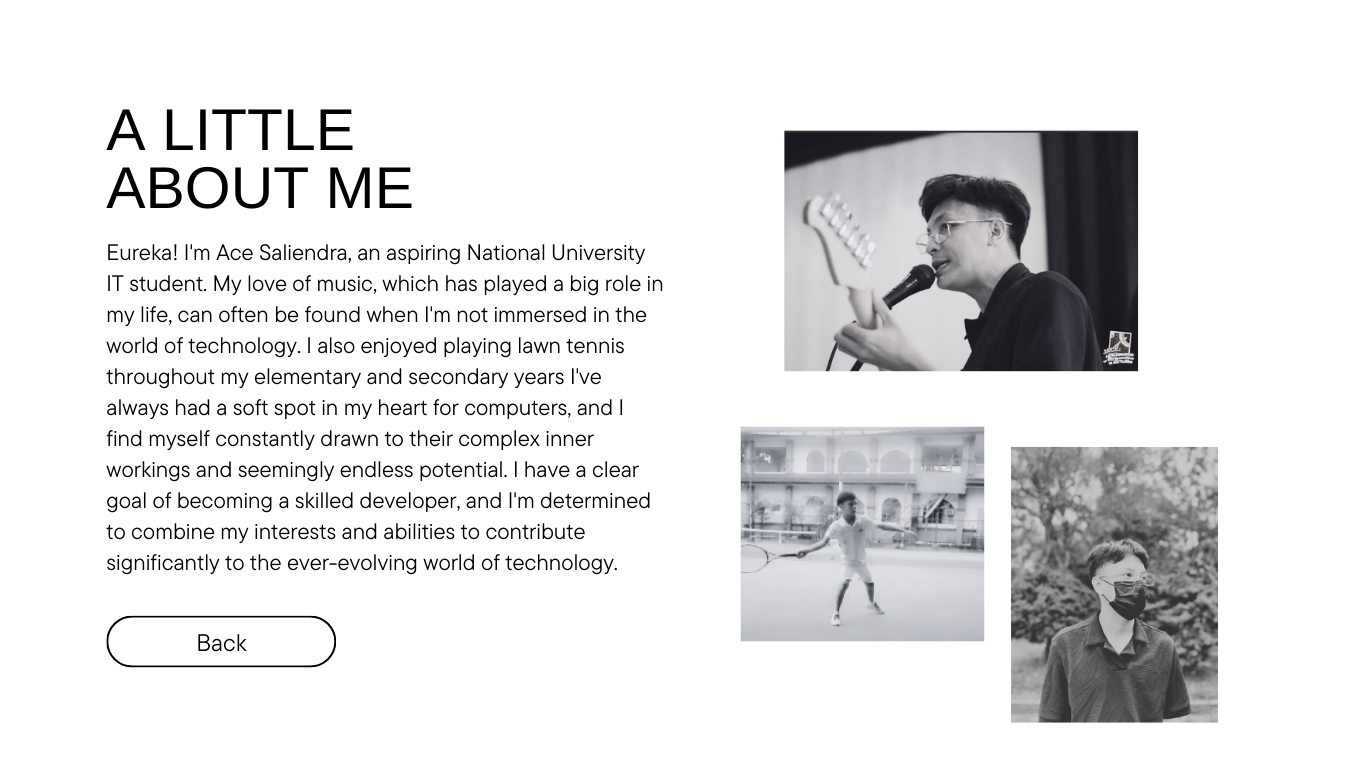 A LITTLE
ABOUT ME
Eureka! I'm Ace Saliendra, an aspiring National University
IT student. My love of music, which has played a big role in
my life, can often be found when I'm not immersed in the
world of technology. I also enjoyed playing lawn tennis
throughout my elementary and secondary years I've
always had a soft spot in my heart for computers, and I
find myself constantly drawn to their complex inner
workings and seemingly endless potential. I have a clear
goal of becoming a skilled developer, and I'm determined
to combine my interests and abilities to contribute
significantly to the ever-evolving world of technology.
Back